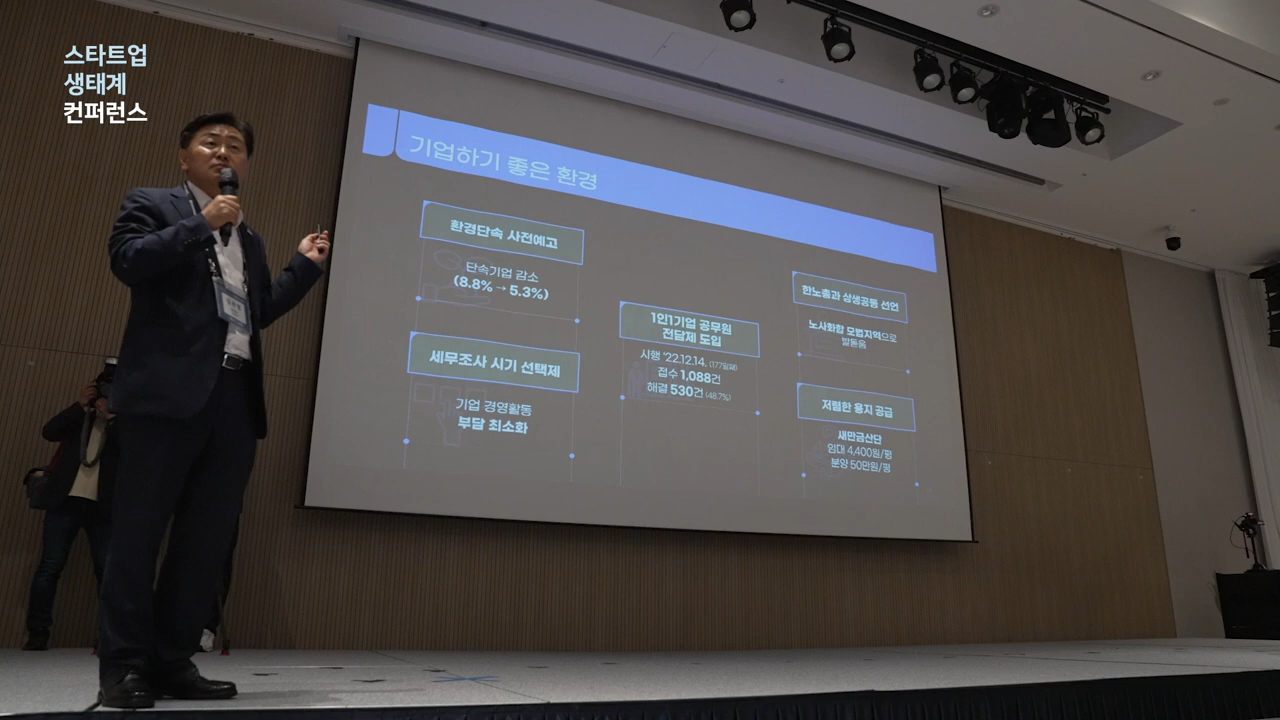 스타트업
생태계
컨퍼런스
기업하기 좋은 환경
환경단속 사전예고
단속기업 감소
(8.8% → 5.3%)
세무조사 시기 선택제
기업 경영활동
부담 최소화
1인1기업 공무원
전담제 도입
시행 '22.12.14. (177일째)
접수 1,088건
해결 530건 (48.7%)
한노총과 상생공동 선언
노사화합 모범지역으로
발돋움
저렴한 용지 공급
새만금산단
임대 4,400원/평
분양 50만원/평